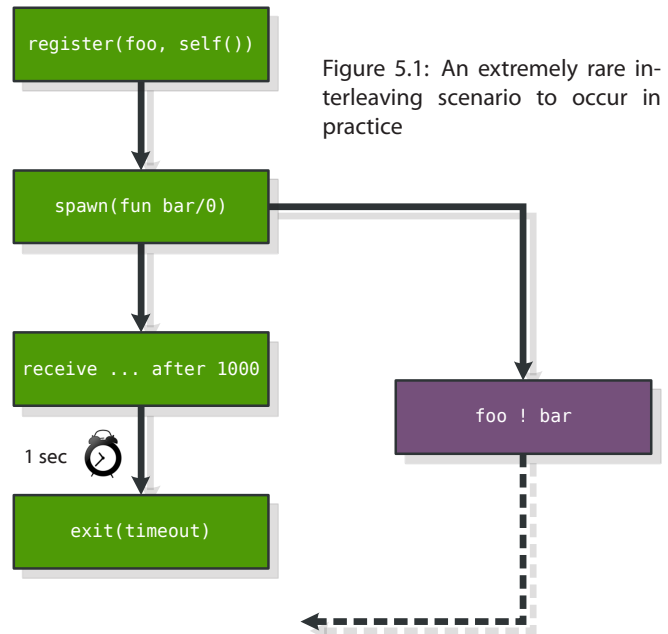 register(foo, self())
Figure 5.1: An extremely rare in-
terleaving scenario to occur in
practice
spawn(fun bar/0)
receive ... after 1000
foo ! bar
1 sec
exit(timeout)